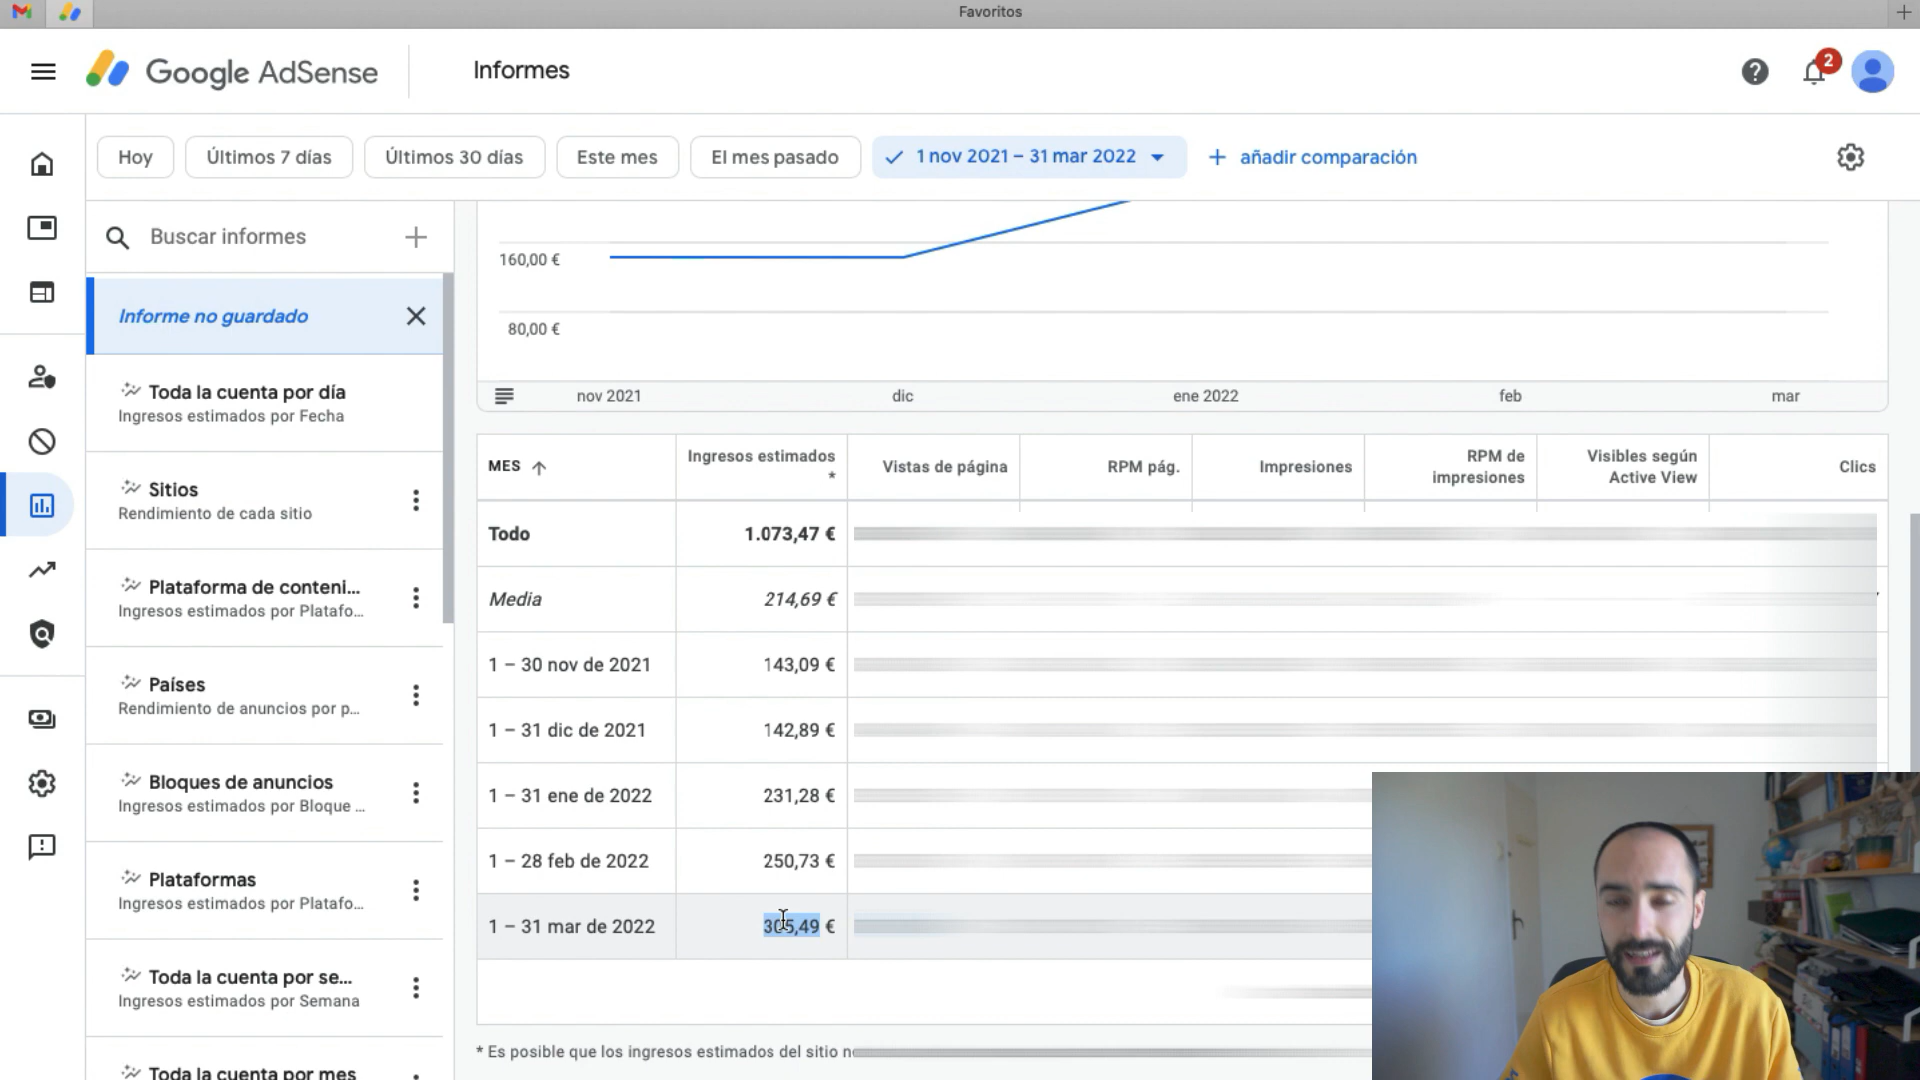 Favoritos
Google AdSense
Informes
2
Hoy
Últimos 7 días
Últimos 30 días
Este mes
El mes pasado
1 nov 2021 – 31 mar 2022
añadir comparación
Buscar informes
Informe no guardado
Toda la cuenta por día
Ingresos estimados por Fecha
Sitios
Rendimiento de cada sitio
Plataforma de conteni...
Ingresos estimados por Platafo...
Países
Rendimiento de anuncios por p...
Bloques de anuncios
Ingresos estimados por Bloque ...
Plataformas
Ingresos estimados por Platafo...
Toda la cuenta por se...
Ingresos estimados por Semana
Toda la cuenta por mes
160,00 €
80,00 €
nov 2021 dic ene 2022 feb mar
MES Ingresos estimados * Vistas de página RPM pág. Impresiones RPM de impresiones Visibles según Active View Clics
Todo 1.073,47 €
Media 214,69 €
1 – 30 nov de 2021 143,09 €
1 – 31 dic de 2021 142,89 €
1 – 31 ene de 2022 231,28 €
1 – 28 feb de 2022 250,73 €
1 – 31 mar de 2022 305,49 €
* Es posible que los ingresos estimados del sitio